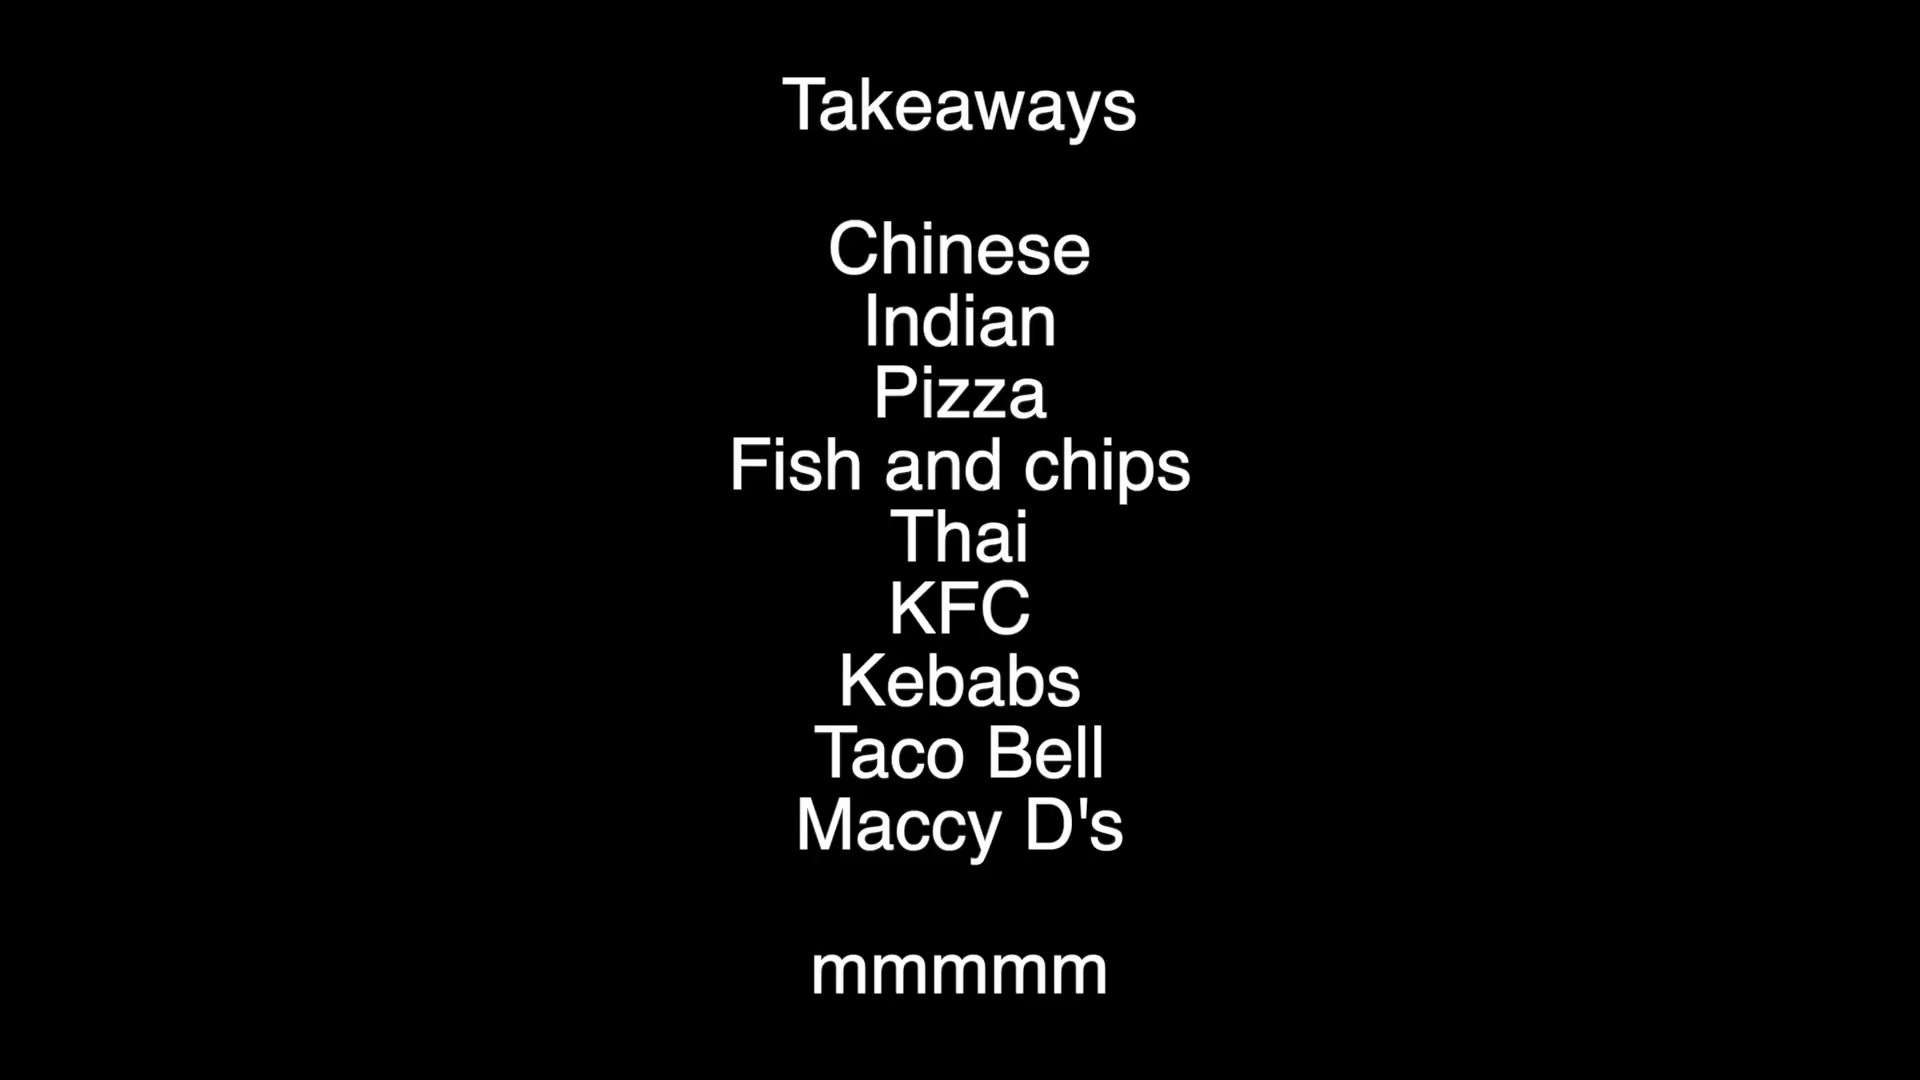 Takeaways
Chinese
Indian
Pizza
Fish and chips
Thai
KFC
Kebabs
Taco Bell
Maccy D's
mmmmm